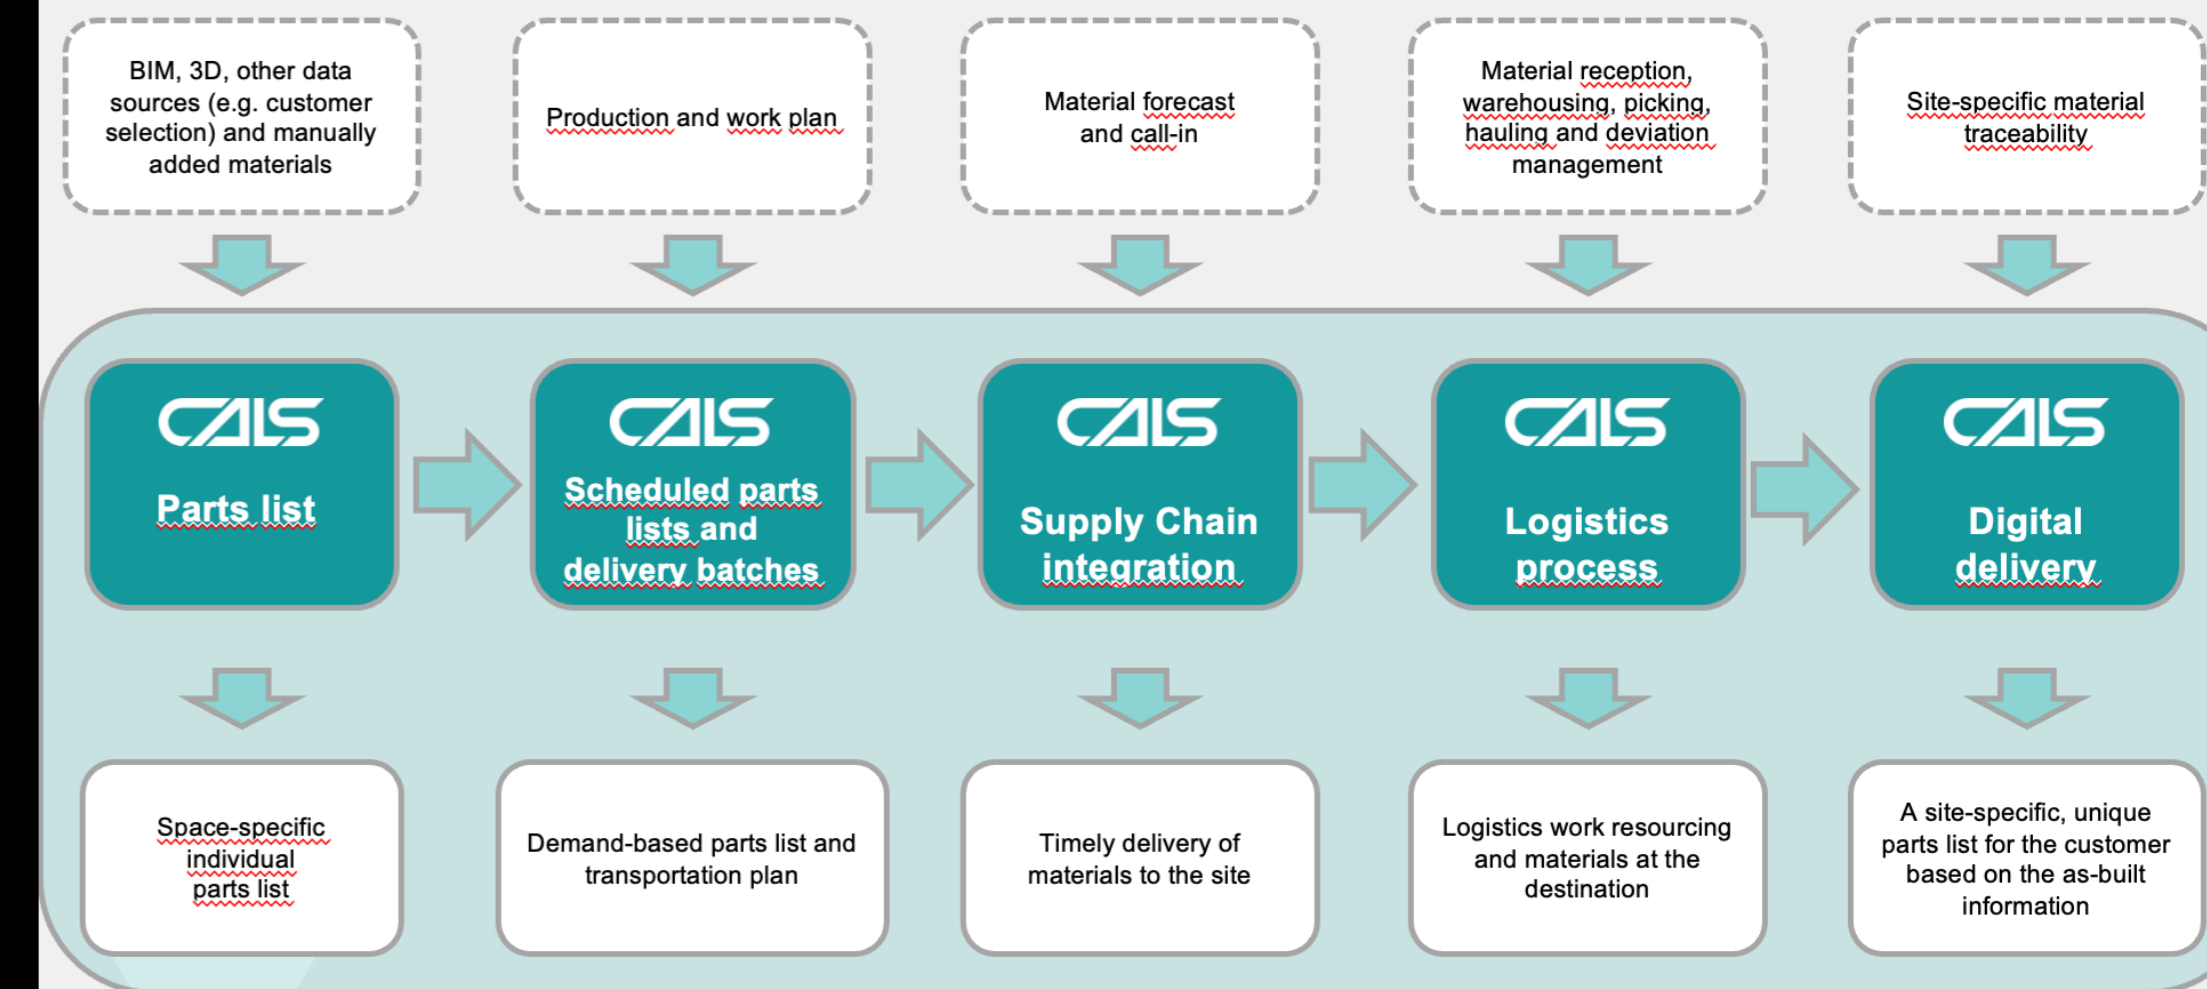 BIM, 3D, other data
sources (e.g. customer
selection) and manually
added materials
Production and work plan
Material forecast
and call-in
Material reception,
warehousing, picking,
hauling and deviation
management
Site-specific material
traceability
CALS
Parts list
CALS
Scheduled parts
lists and
delivery batches
CALS
Supply Chain
integration
CALS
Logistics
process
CALS
Digital
delivery
Space-specific
individual
parts list
Demand-based parts list and
transportation plan
Timely delivery of
materials to the site
Logistics work resourcing
and materials at the
destination
A site-specific, unique
parts list for the customer
based on the as-built
information